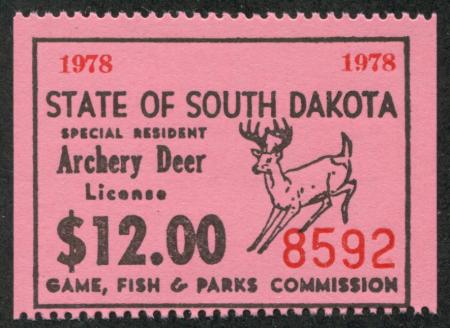 1978 1978
STATE OF SOUTH DAKOTA
SPECIAL RESIDENT
Archery Deer
License
$12.00
8592
GAME, FISH & PARKS COMMISSION